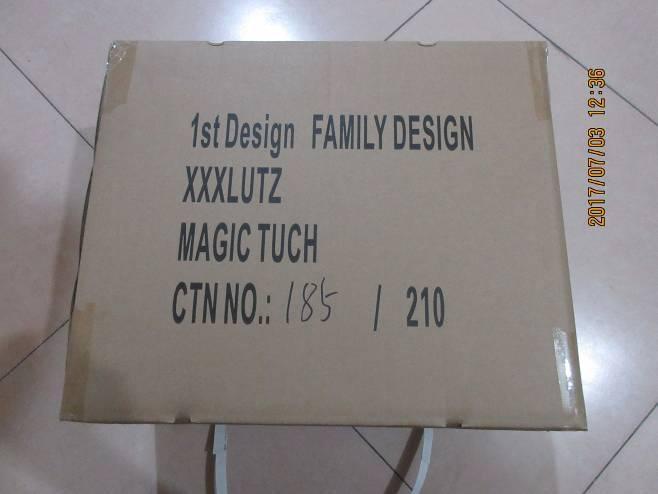 1st Design FAMILY DESIGN
XXXLUTZ
MAGIC TUCH
CTN NO.: 185 / 210
2017/07/03 12:36